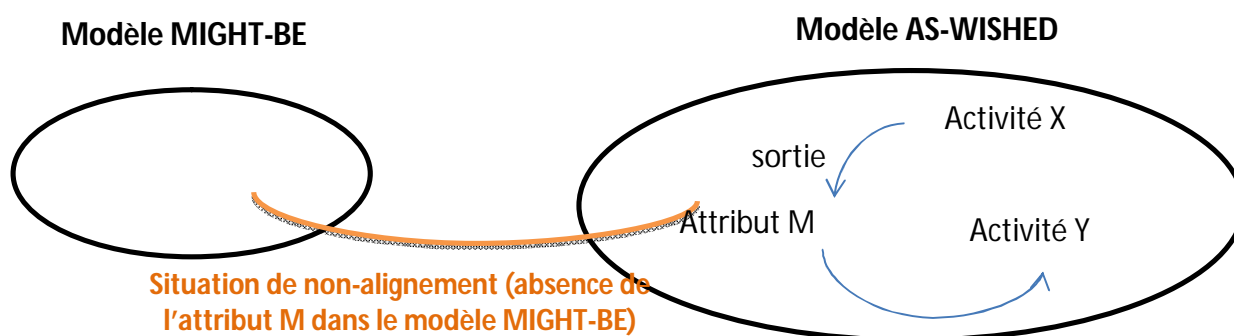 Modèle MIGHT-BE
Modèle AS-WISHED
Activité X
sortie
Attribut M
Activité Y
Situation de non-alignement (absence de
l'attribut M dans le modèle MIGHT-BE)